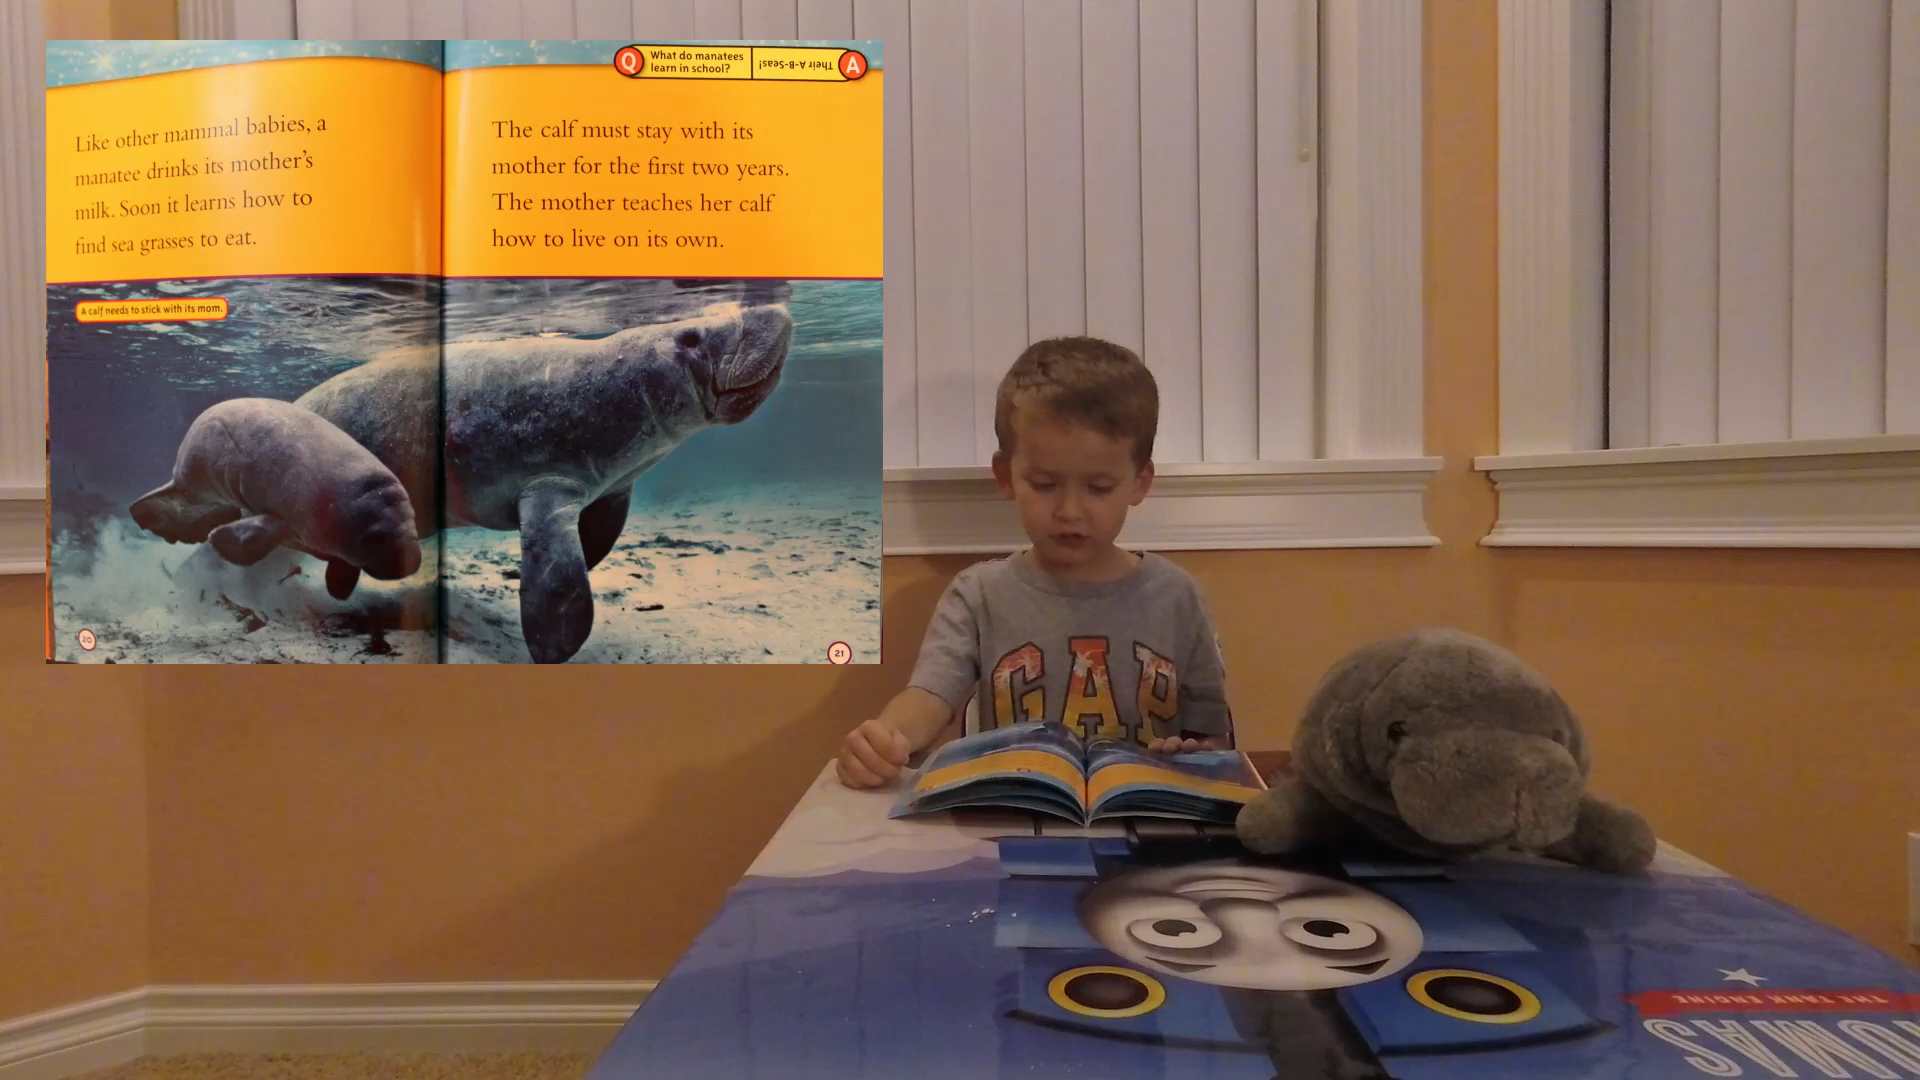 Q What do manatees
learn in school?
Their A-B-Seas! A
Like other mammal babies, a
manatee drinks its mother's
milk. Soon it learns how to
find sea grasses to eat.
The calf must stay with its
mother for the first two years.
The mother teaches her calf
how to live on its own.
A calf needs to stick with its mom.
20
21
GAP
THE TANK ENGINE